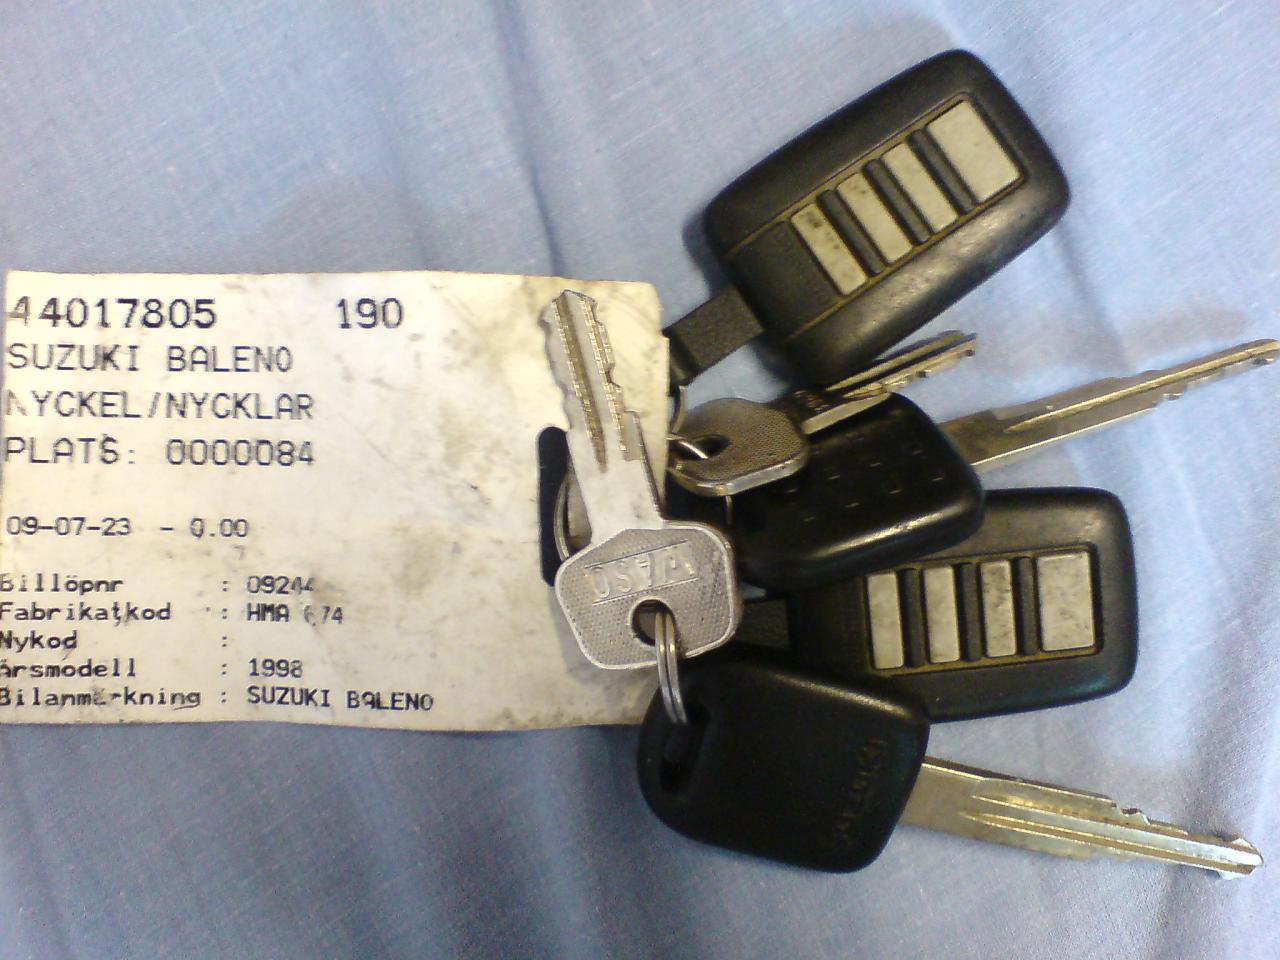 44017805 190
SUZUKI BALENO
NYCKEL/NYCKLAR
PLATS: 0000084
09-07-23 - 0.00
Billöpnr : 09244
Fabrikatkod : HMA 674
Nykod :
årsmodell : 1998
Bilanmärkning : SUZUKI BALENO
WASO